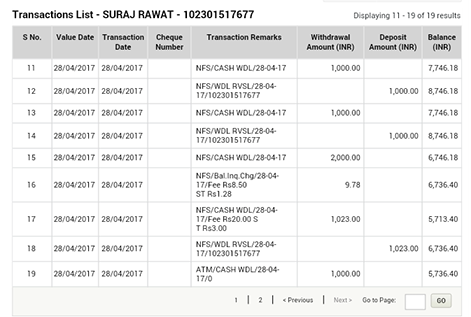 Transactions List - SURAJ RAWAT - 102301517677
Displaying 11 - 19 of 19 results
S No. Value Date Transaction Date Cheque Number Transaction Remarks Withdrawal Amount (INR) Deposit Amount (INR) Balance (INR)
11 28/04/2017 28/04/2017 NFS/CASH WDL/28-04-17 1,000.00 7,746.18
12 28/04/2017 28/04/2017 NFS/WDL RVSL/28-04-
17/102301517677 1,000.00 8,746.18
13 28/04/2017 28/04/2017 NFS/CASH WDL/28-04-17 1,000.00 7,746.18
14 28/04/2017 28/04/2017 NFS/WDL RVSL/28-04-
17/102301517677 1,000.00 8,746.18
15 28/04/2017 28/04/2017 NFS/CASH WDL/28-04-17 2,000.00 6,746.18
16 28/04/2017 28/04/2017 NFS/Bal.Inq.Chg/28-04-
17/Fee Rs8.50
ST Rs1.28 9.78 6,736.40
17 28/04/2017 28/04/2017 NFS/CASH WDL/28-04-
17/Fee Rs20.00 S
T Rs3.00 1,023.00 5,713.40
18 28/04/2017 28/04/2017 NFS/WDL RVSL/28-04-
17/102301517677 1,023.00 6,736.40
19 28/04/2017 28/04/2017 ATM/CASH WDL/28-04-
17/0 1,000.00 5,736.40
1 | 2 | < Previous | Next > Go to Page: GO